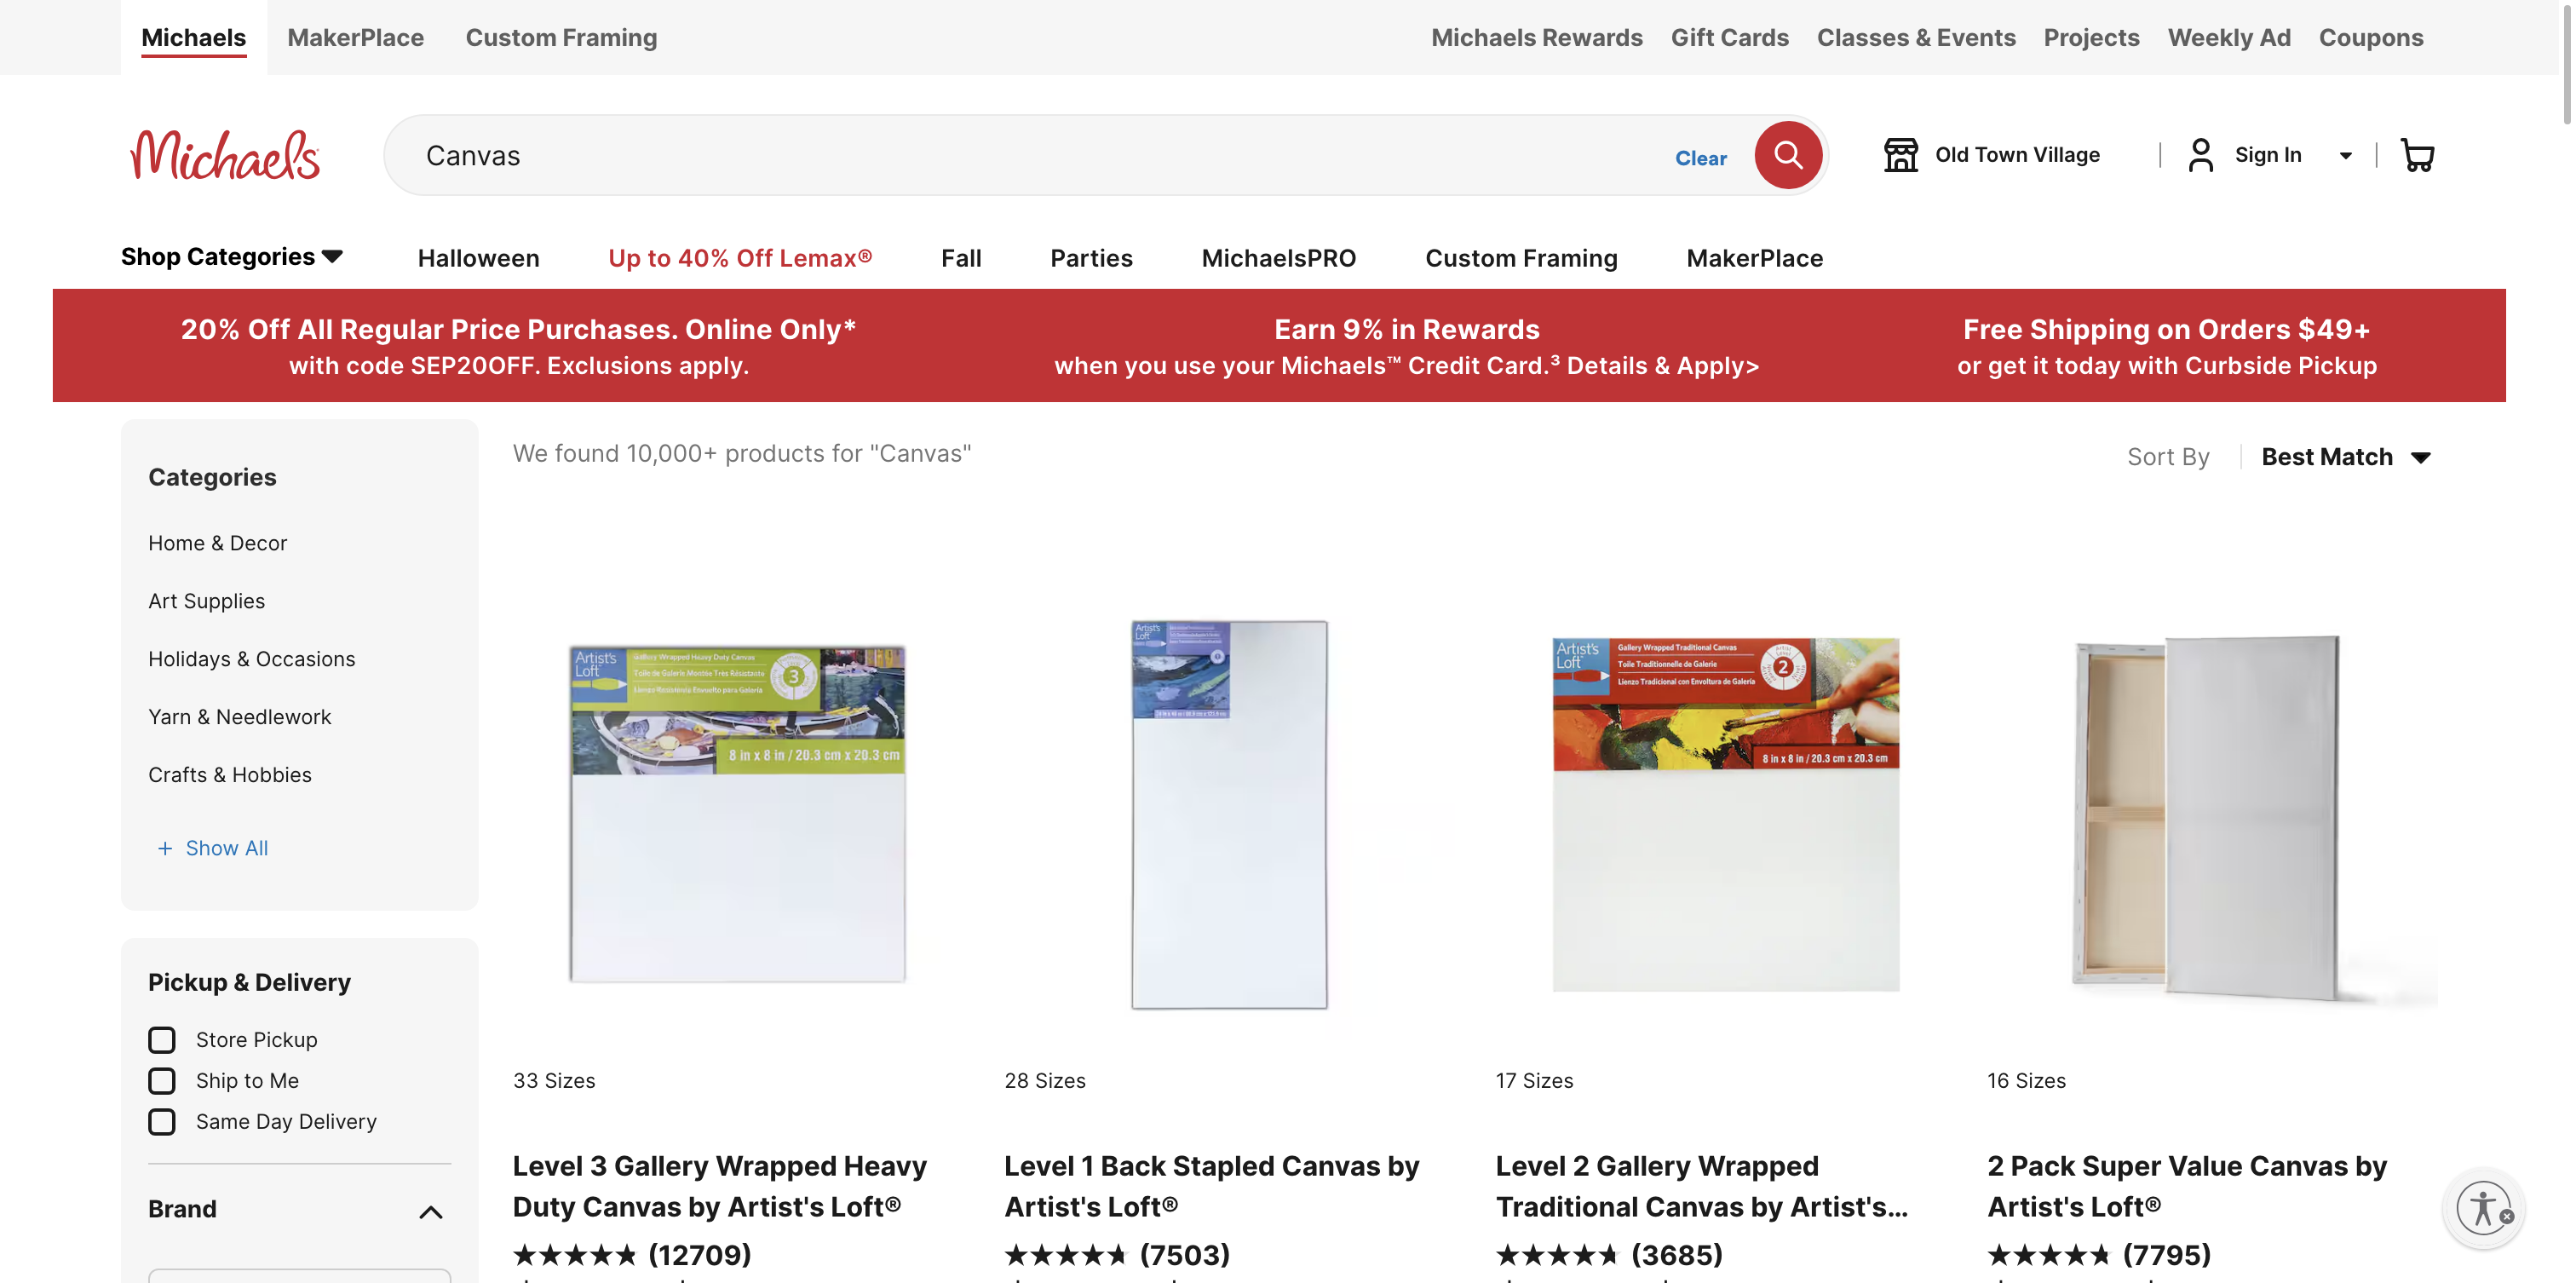 Michaels MakerPlace Custom Framing Michaels Rewards Gift Cards Classes & Events Projects Weekly Ad Coupons
Michaels Canvas Clear Old Town Village Sign In
Shop Categories Halloween Up to 40% Off Lemax® Fall Parties MichaelsPRO Custom Framing MakerPlace
20% Off All Regular Price Purchases. Online Only*
with code SEP20OFF. Exclusions apply.
Earn 9% in Rewards
when you use your Michaels™ Credit Card.³ Details & Apply>
Free Shipping on Orders $49+
or get it today with Curbside Pickup
Categories
Home & Decor
Art Supplies
Holidays & Occasions
Yarn & Needlework
Crafts & Hobbies
+ Show All
Pickup & Delivery
Store Pickup
Ship to Me
Same Day Delivery
Brand
We found 10,000+ products for "Canvas"
Sort By Best Match
Artist's
Loft
Gallery Wrapped Heavy Duty Canvas
Toile de Galerie Montée Très Résistante
Lienzo Resistencia Envuelto para Galería
3
8 in x 8 in / 20.3 cm x 20.3 cm
33 Sizes
Level 3 Gallery Wrapped Heavy
Duty Canvas by Artist's Loft®
(12709)
Artist's
Loft
28 Sizes
Level 1 Back Stapled Canvas by
Artist's Loft®
(7503)
Artist's
Loft
Gallery Wrapped Traditional Canvas
Toile Traditionnelle de Galerie
Lienzo Tradicional con Envoltura de Galería
2
8 in x 8 in / 20.3 cm x 20.3 cm
17 Sizes
Level 2 Gallery Wrapped
Traditional Canvas by Artist's...
(3685)
16 Sizes
2 Pack Super Value Canvas by
Artist's Loft®
(7795)